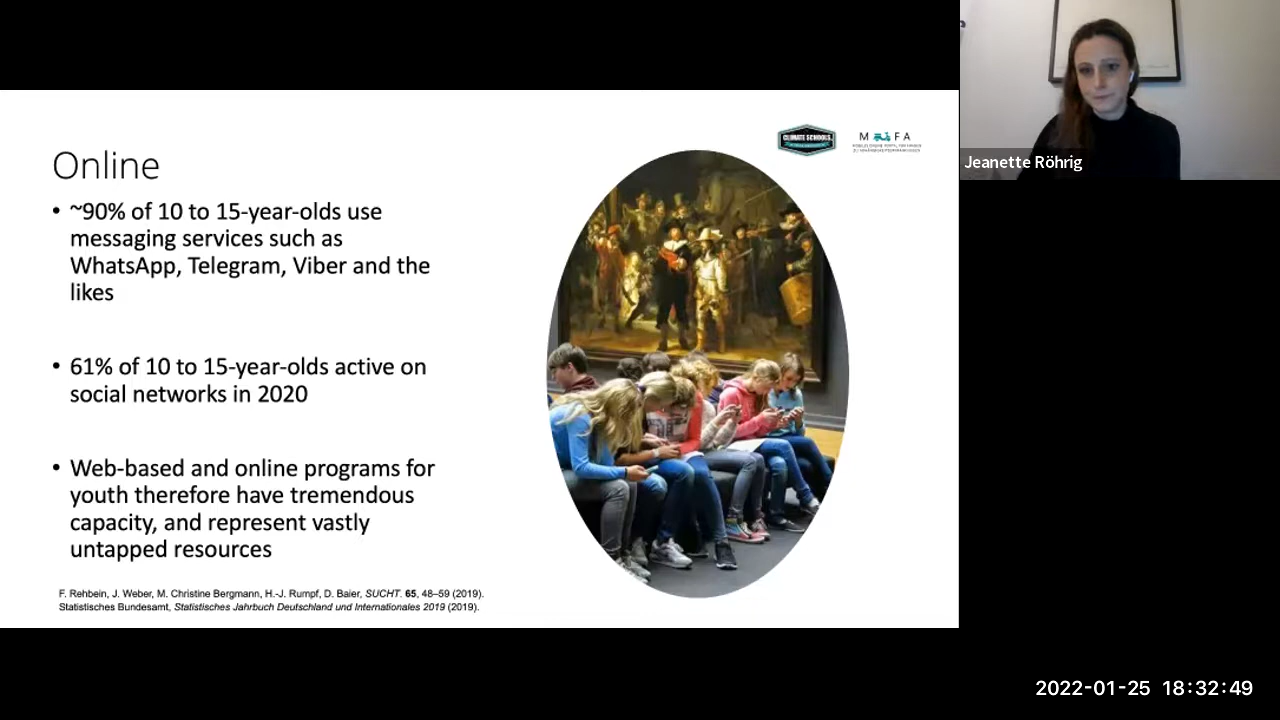 CLIMATE SCHOOLS
M FA
Online
• ~90% of 10 to 15-year-olds use
messaging services such as
WhatsApp, Telegram, Viber and the
likes
• 61% of 10 to 15-year-olds active on
social networks in 2020
• Web-based and online programs for
youth therefore have tremendous
capacity, and represent vastly
untapped resources
F. Rehbein, J. Weber, M. Christine Bergmann, H.-J. Rumpf, D. Baier, SUCHT. 65, 48–59 (2019).
Statistisches Bundesamt, Statistisches Jahrbuch Deutschland und Internationales 2019 (2019).
Jeanette Röhrig
2022-01-25 18:32:49